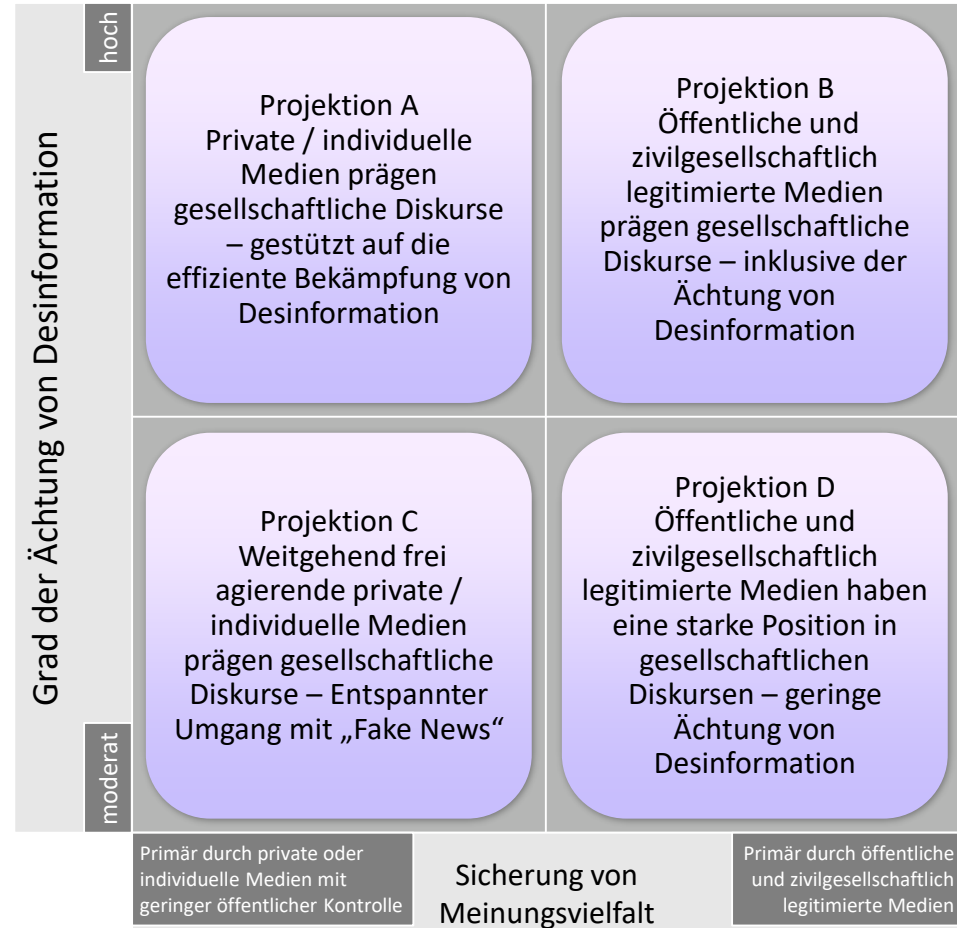 Grad der Ächtung von Desinformation
hoch
moderat
Projektion A
Private / individuelle
Medien prägen
gesellschaftliche Diskurse
– gestützt auf die
effiziente Bekämpfung von
Desinformation
Projektion B
Öffentliche und
zivilgesellschaftlich
legitimierte Medien
prägen gesellschaftliche
Diskurse – inklusive der
Ächtung von
Desinformation
Projektion C
Weitgehend frei
agierende private /
individuelle Medien
prägen gesellschaftliche
Diskurse – Entspannter
Umgang mit „Fake News“
Projektion D
Öffentliche und
zivilgesellschaftlich
legitimierte Medien haben
eine starke Position in
gesellschaftlichen
Diskursen – geringe
Ächtung von
Desinformation
Primär durch private oder
individuelle Medien mit
geringer öffentlicher Kontrolle
Sicherung von
Meinungsvielfalt
Primär durch öffentliche
und zivilgesellschaftlich
legitimierte Medien